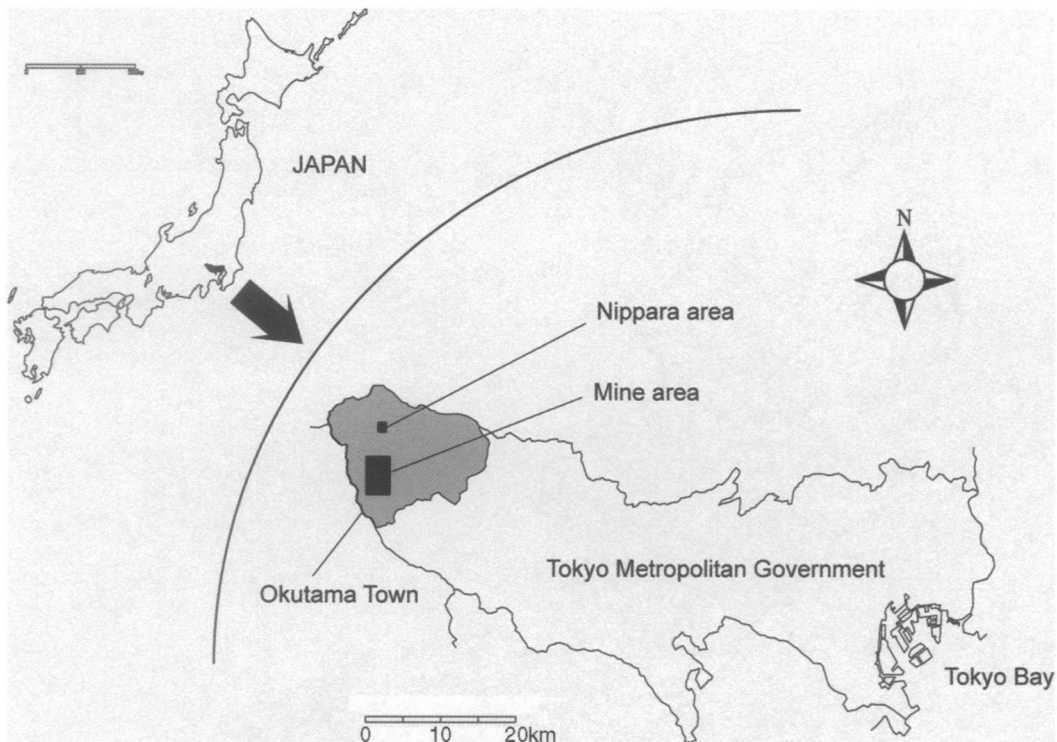 JAPAN
N
Nippara area
Mine area
Okutama Town
Tokyo Metropolitan Government
Tokyo Bay
0 10 20km